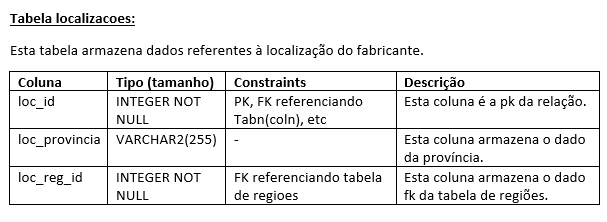 Tabela localizacoes:
Esta tabela armazena dados referentes à localização do fabricante.
Coluna Tipo (tamanho) Constraints Descrição
loc_id INTEGER NOT NULL PK, FK referenciando Tabn(coln), etc Esta coluna é a pk da relação.
loc_provincia VARCHAR2(255) - Esta coluna armazena o dado da província.
loc_reg_id INTEGER NOT NULL FK referenciando tabela de regioes Esta coluna armazena o dado fk da tabela de regiões.